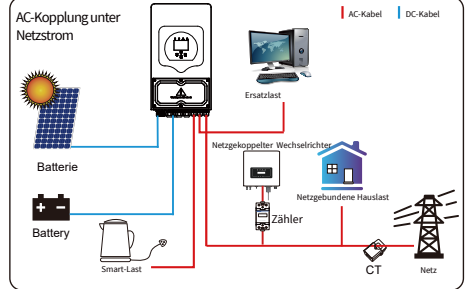 AC-Kopplung unter
Netzstrom
AC-Kabel
DC-Kabel
Ersatzlast
Batterie
Netzgekoppelter Wechselrichter
Netzgebundene Hauslast
Zähler
Battery
Smart-Last
CT
Netz